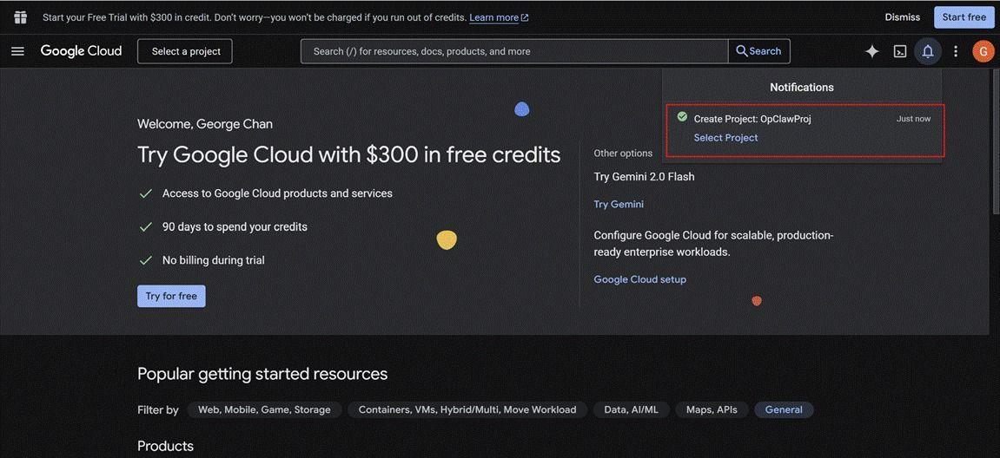 Start your Free Trial with $300 in credit. Don't worry—you won't be charged if you run out of credits. Learn more
Dismiss
Start free
Google Cloud
Select a project
Search (/) for resources, docs, products, and more
Search
G
Notifications
Create Project: OpClawProj
Just now
Select Project
Welcome, George Chan
Try Google Cloud with $300 in free credits
Access to Google Cloud products and services
90 days to spend your credits
No billing during trial
Try for free
Other options
Try Gemini 2.0 Flash
Try Gemini
Configure Google Cloud for scalable, production-
ready enterprise workloads.
Google Cloud setup
Popular getting started resources
Filter by
Web, Mobile, Game, Storage
Containers, VMs, Hybrid/Multi, Move Workload
Data, AI/ML
Maps, APIs
General
Products